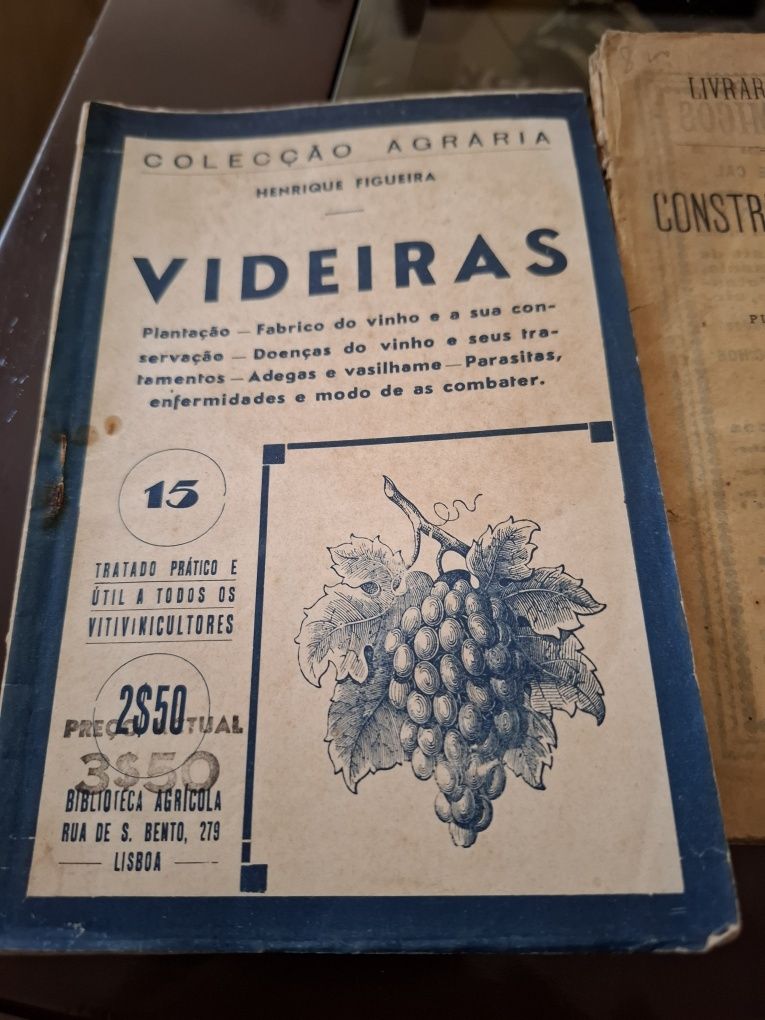 COLECÇÃO AGRÁRIA
HENRIQUE FIGUEIRA
VIDEIRAS
Plantação — Fabrico do vinho e a sua con-
servação — Doenças do vinho e seus tra-
tamentos — Adegas e vasilhame — Parasitas,
enfermidades e modo de as combater.
15
TRATADO PRÁTICO E
ÚTIL A TODOS OS
VITIVINICULTORES
2$50
PREÇO ACTUAL
3$50
BIBLIOTECA AGRÍCOLA
RUA DE S. BENTO, 279
LISBOA
LIVRAR
CONSTR